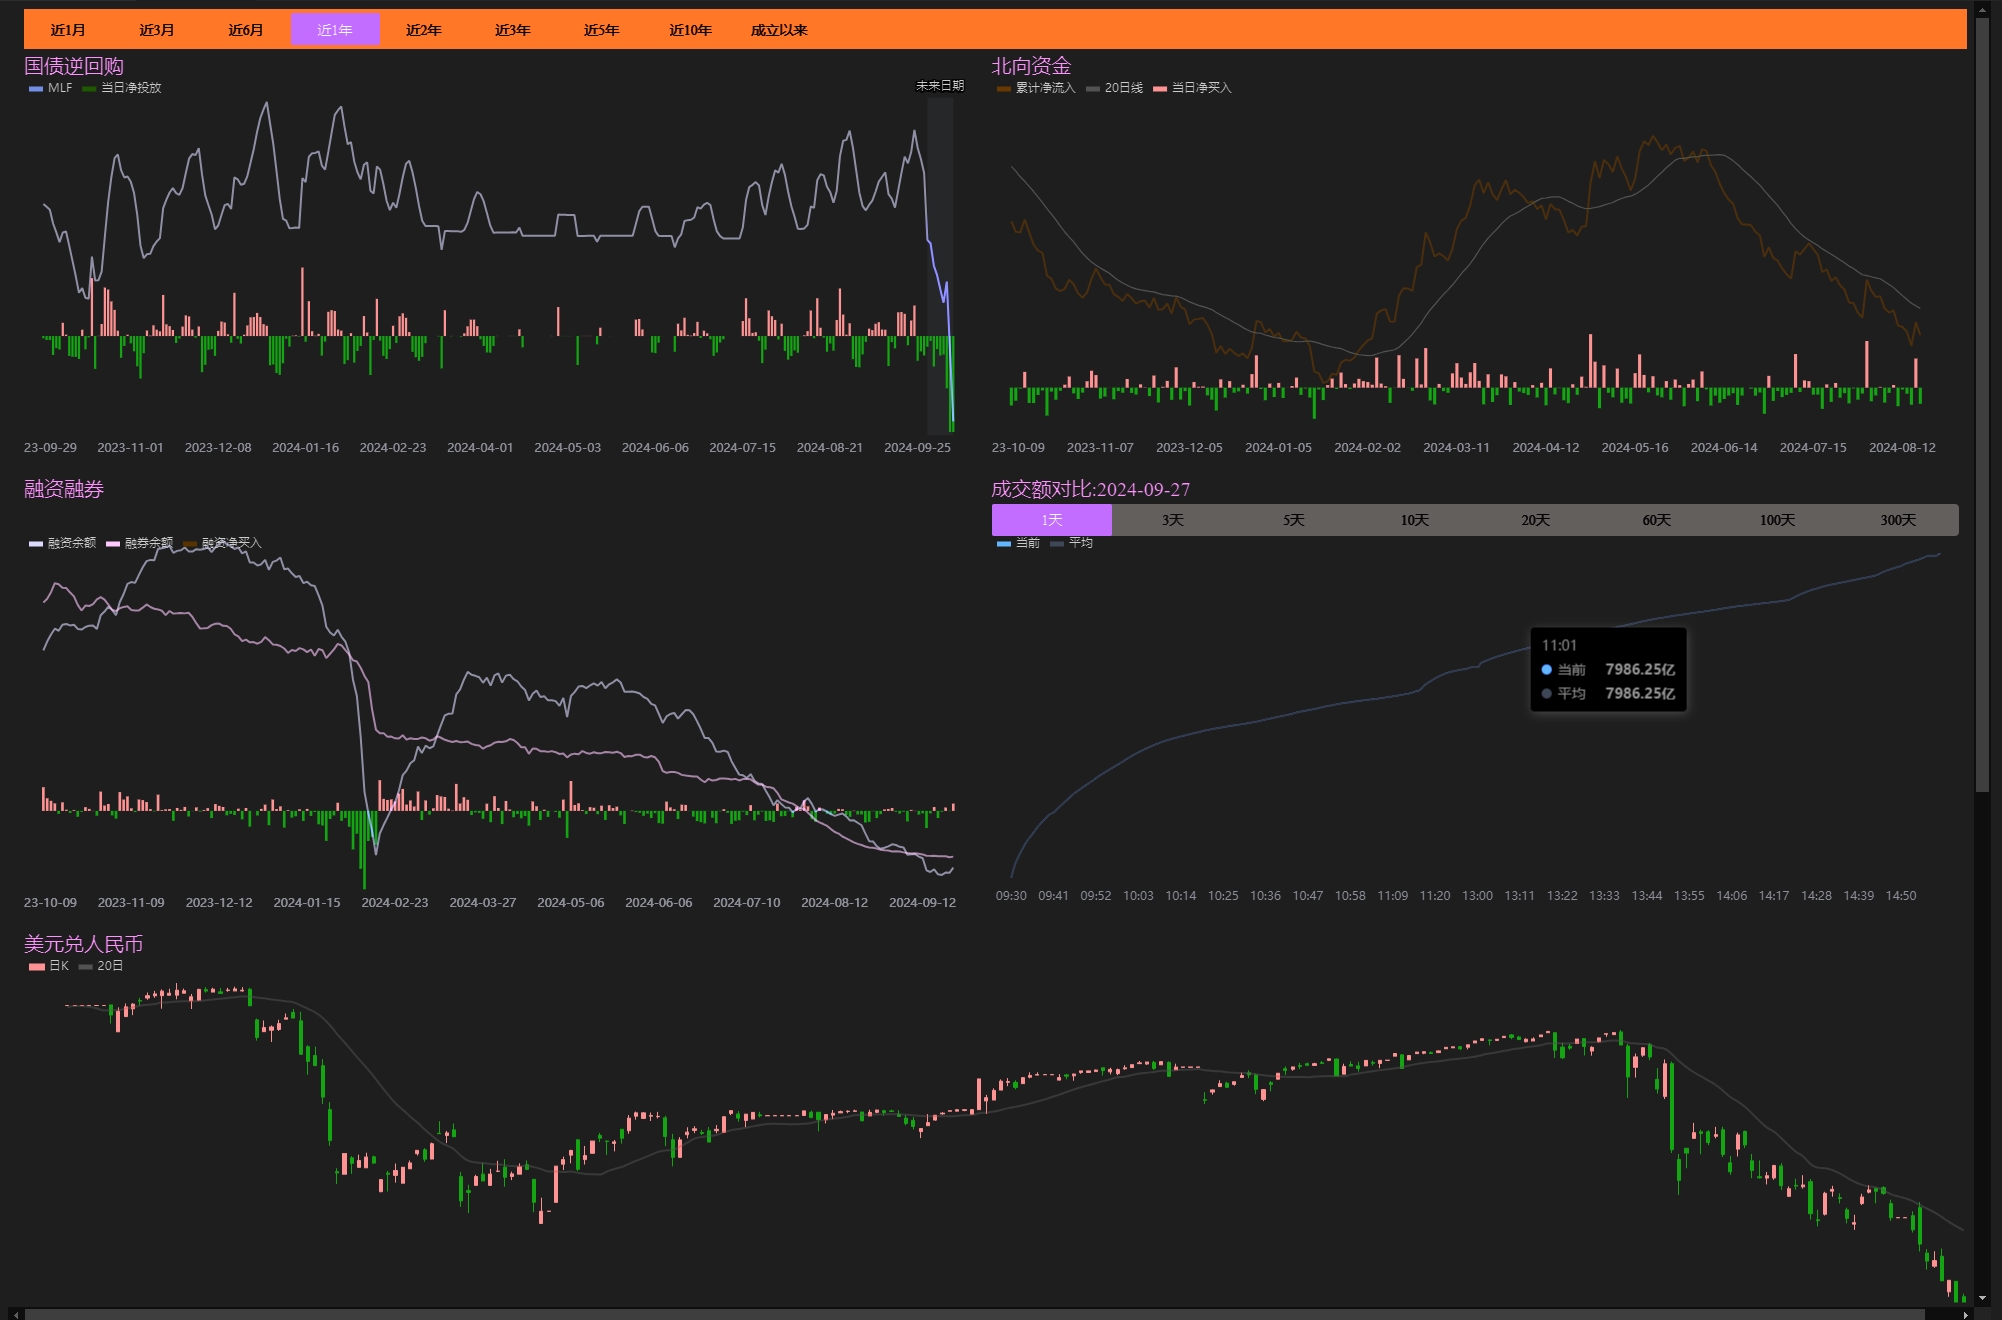 近1月 近3月 近6月 近1年 近2年 近3年 近5年 近10年 成立以来
国债逆回购
MLF 当日净投放
未来日期
23-09-29 2023-11-01 2023-12-08 2024-01-16 2024-02-23 2024-04-01 2024-05-03 2024-06-06 2024-07-15 2024-08-21 2024-09-25
北向资金
累计净流入 20日线 当日净买入
23-10-09 2023-11-07 2023-12-05 2024-01-05 2024-02-02 2024-03-11 2024-04-12 2024-05-16 2024-06-14 2024-07-15 2024-08-12
融资融券
融资余额 融券余额 融资净买入
23-10-09 2023-11-09 2023-12-12 2024-01-15 2024-02-23 2024-03-27 2024-05-06 2024-06-06 2024-07-10 2024-08-12 2024-09-12
成交额对比:2024-09-27
1天 3天 5天 10天 20天 60天 100天 300天
当前 平均
11:01
当前 7986.25亿
平均 7986.25亿
09:30 09:41 09:52 10:03 10:14 10:25 10:36 10:47 10:58 11:09 11:20 13:00 13:11 13:22 13:33 13:44 13:55 14:06 14:17 14:28 14:39 14:50
美元兑人民币
日K 20日